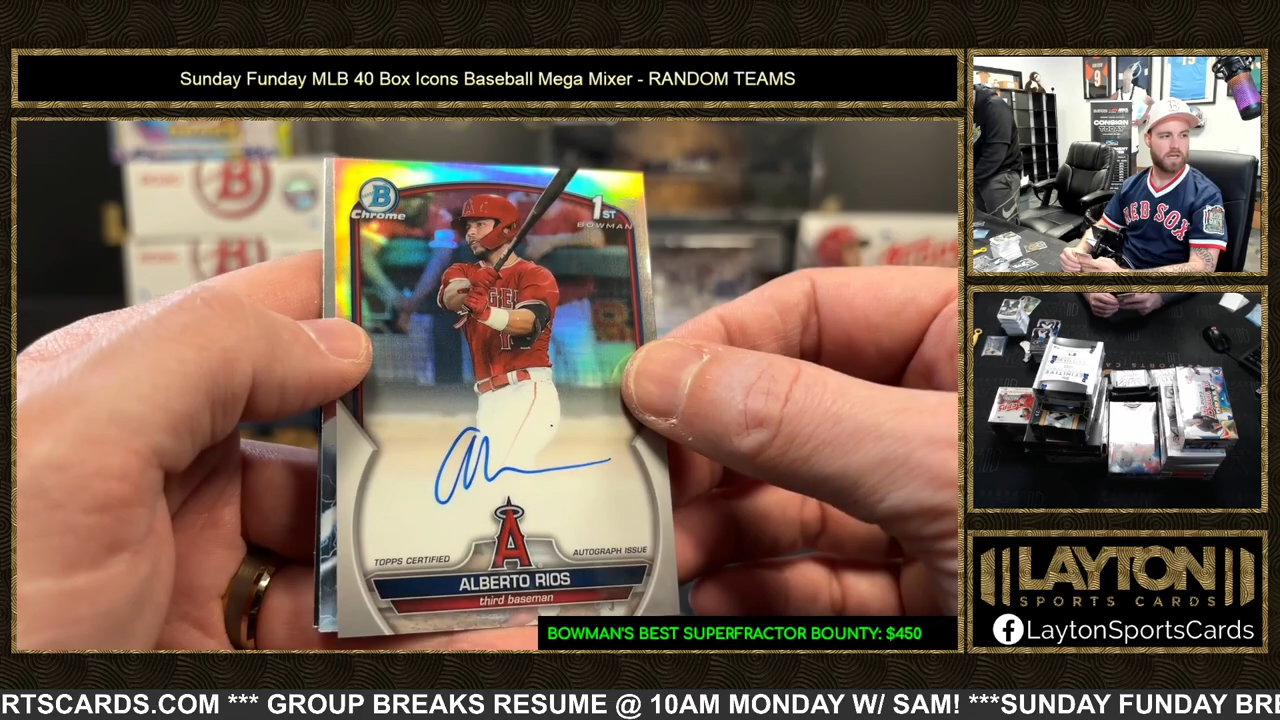 Sunday Funday MLB 40 Box Icons Baseball Mega Mixer - RANDOM TEAMS
B
Chrome
1ST
BOWMAN
TOPPS CERTIFIED
AUTOGRAPH ISSUE
A
ALBERTO RIOS
third baseman
BOWMAN'S BEST SUPERFRACTOR BOUNTY: $450
CONSIGN
TODAY
RED SOX
LAYTON
SPORTS CARDS
LaytonSportsCards
RTSCARDS.COM *** GROUP BREAKS RESUME @ 10AM MONDAY W/ SAM! ***SUNDAY FUNDAY BRE